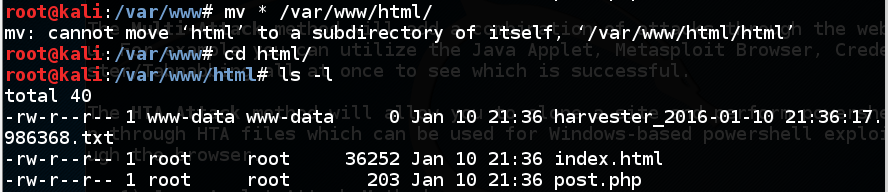 root@kali:/var/www# mv * /var/www/html/
mv: cannot move ‘html’ to a subdirectory of itself, ‘/var/www/html/html’
root@kali:/var/www# cd html/
root@kali:/var/www/html# ls -l
total 40
-rw-r--r-- 1 www-data www-data     0 Jan 10 21:36 harvester_2016-01-10 21:36:17.
986368.txt
-rw-r--r-- 1 root     root     36252 Jan 10 21:36 index.html
-rw-r--r-- 1 root     root       203 Jan 10 21:36 post.php